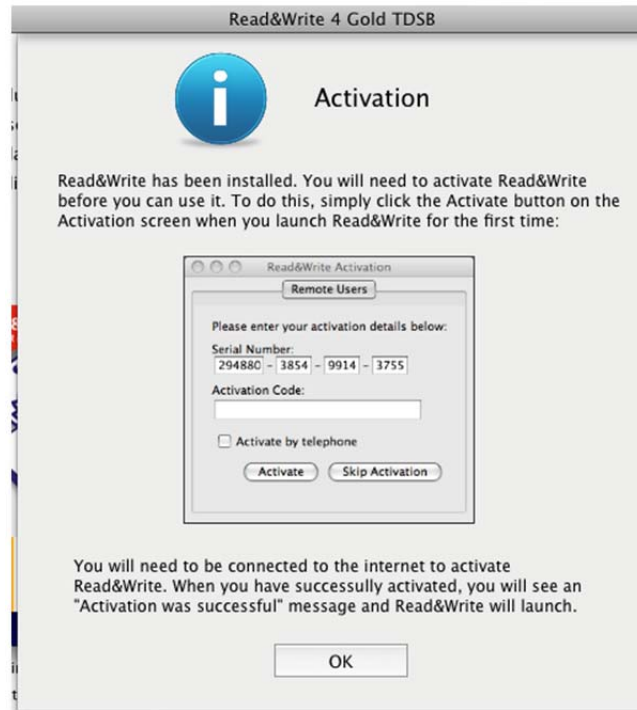 Read&Write 4 Gold TDSB
Activation
Read&Write has been installed. You will need to activate Read&Write
before you can use it. To do this, simply click the Activate button on the
Activation screen when you launch Read&Write for the first time:
Read&Write Activation
Remote Users
Please enter your activation details below:
Serial Number:
294880 - 3854 - 9914 - 3755
Activation Code:
Activate by telephone
Activate Skip Activation
You will need to be connected to the internet to activate
Read&Write. When you have successully activated, you will see an
"Activation was successful" message and Read&Write will launch.
OK